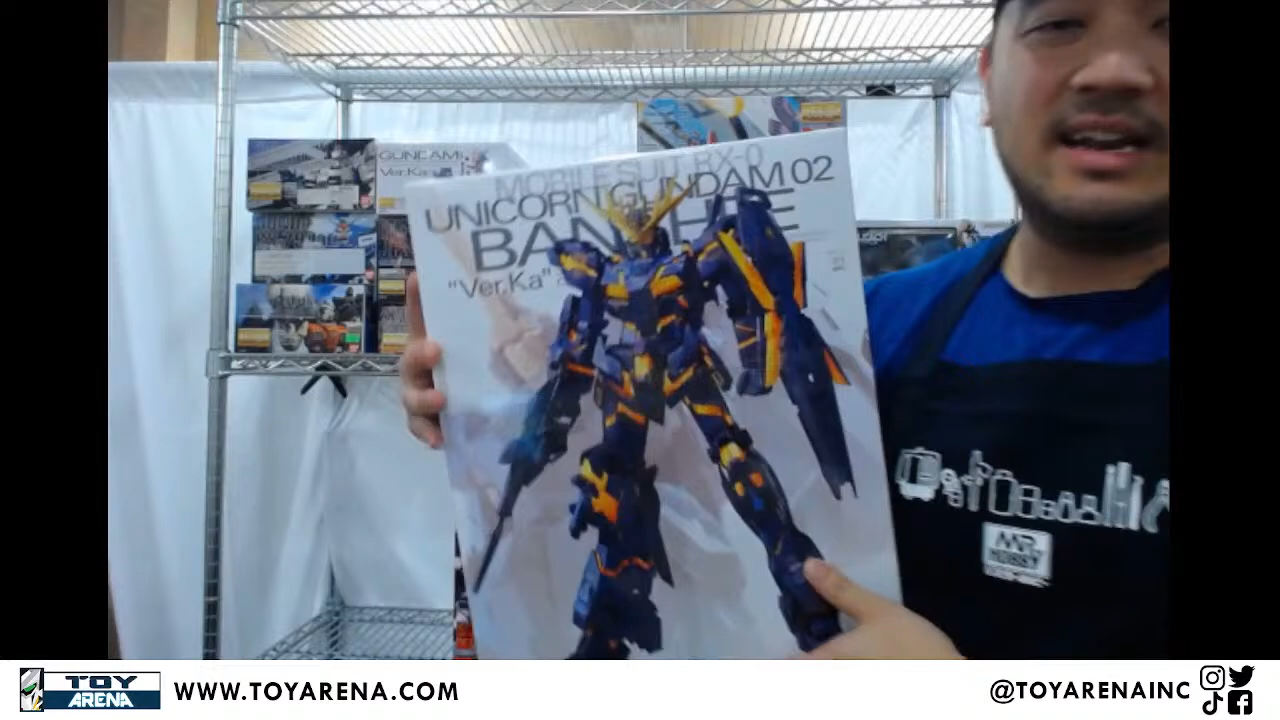 GUNDAM
Ver.Ka
MOBILE SUIT RX-0
UNICORN GUNDAM 02
BANSHEE
"Ver.Ka"
MR.
HOBBY
TOY
ARENA
WWW.TOYARENA.COM
@TOYARENAINC